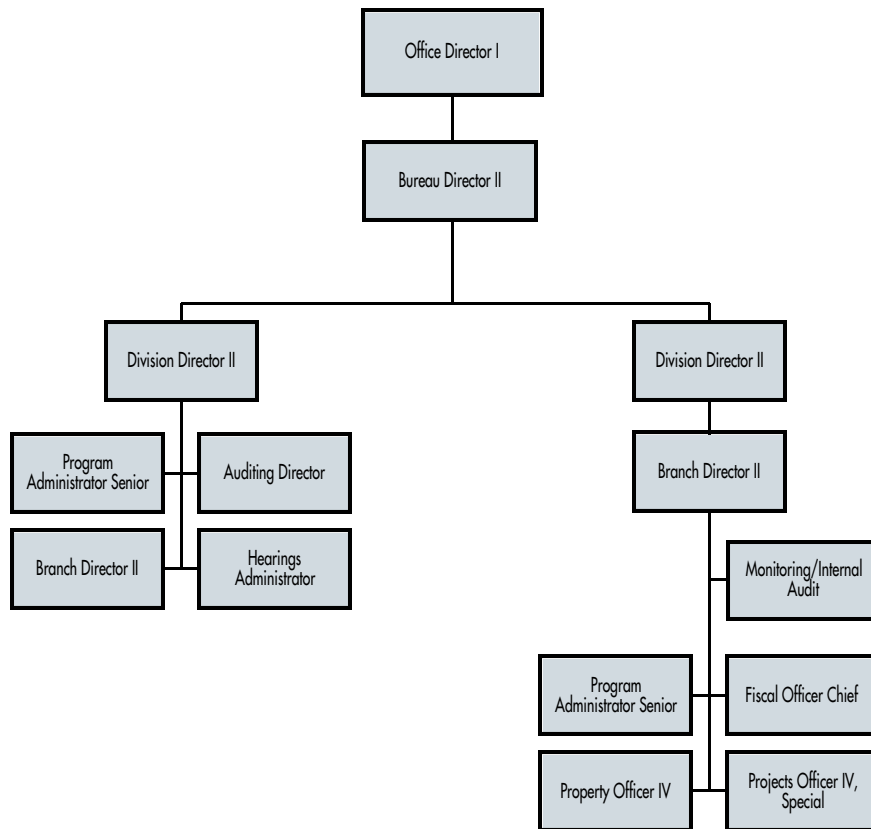 Office Director I
Bureau Director II
Division Director II
Division Director II
Program
Administrator Senior
Auditing Director
Branch Director II
Branch Director II
Hearings
Administrator
Monitoring/Internal
Audit
Program
Administrator Senior
Fiscal Officer Chief
Property Officer IV
Projects Officer IV,
Special